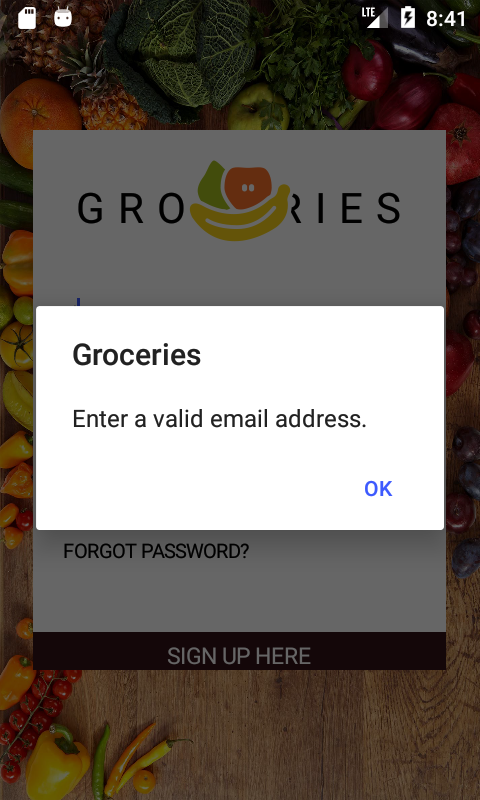 LTE 8:41
GRO RIES
Groceries
Enter a valid email address.
OK
FORGOT PASSWORD?
SIGN UP HERE